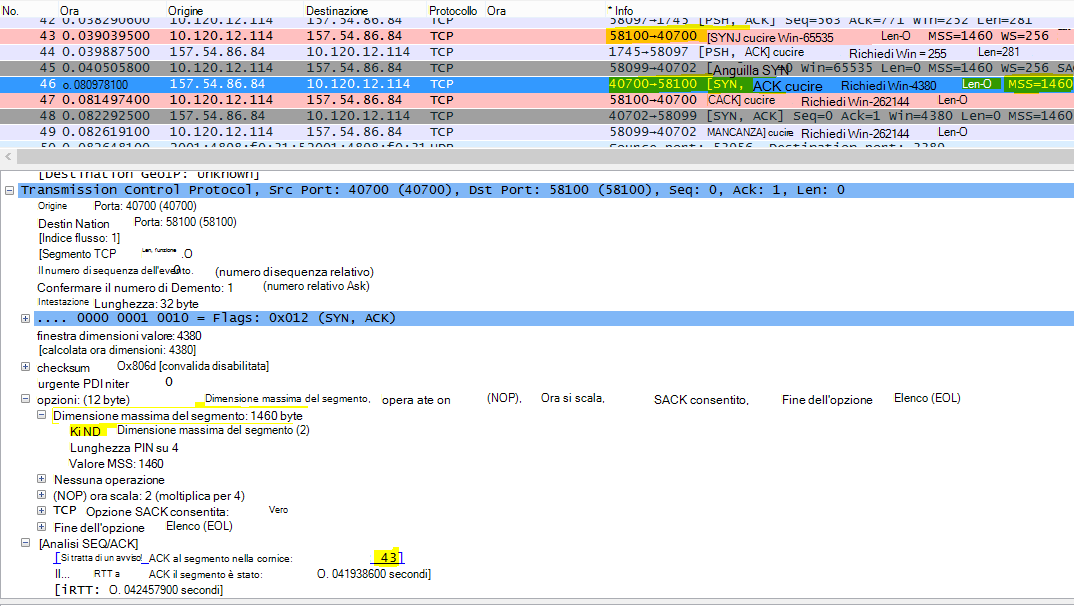 No. Ora Origine Destinazione Protocollo Ora * Info
42 0.038290600 10.120.12.114 157.54.86.84 TCP 58097→1745 [PSH, ACK] Seq=563 Ack=771 Win=252 Len=281
43 0.039039500 10.120.12.114 157.54.86.84 TCP 58100→40700 [SYNJ cucire Win-65535 Len-O MSS=1460 WS=256
44 0.039887500 157.54.86.84 10.120.12.114 TCP 1745→58097 [PSH, ACK] cucire Richiedi Win = 255 Len=281
45 0.040505800 10.120.12.114 157.54.86.84 TCP 58099→40702 [Anguilla SYN =0 Win=65535 Len=0 MSS=1460 WS=256 SAC
46 o.080978100 157.54.86.84 10.120.12.114 TCP 40700→58100 [SYN, ACK cucire Richiedi Win-4380 Len-O MSS=1460
47 0.081497400 10.120.12.114 157.54.86.84 TCP 58100→40700 [CACK] cucire Richiedi Win-262144 Len-O
48 0.082292500 157.54.86.84 10.120.12.114 TCP 40702→58099 [SYN, ACK] Seq=0 Ack=1 Win=4380 Len=0 MSS=1460
49 0.082619100 10.120.12.114 157.54.86.84 TCP 58099→40702 MANCANZA] cucire Richiedi Win-262144 Len-O
50 0.082648100 UDP Source port: 53056 Destination port: 3380
[Destination GeoIP: Unknown]
Transmission Control Protocol, Src Port: 40700 (40700), Dst Port: 58100 (58100), Seq: 0, Ack: 1, Len: 0
Origine Porta: 40700 (40700)
Destin Nation Porta: 58100 (58100)
[Indice flusso: 1]
[Segmento TCP Len, funzione .O
Il numero di sequenza dell'evento. 0 (numero di sequenza relativo)
Confermare il numero di Demento: 1 (numero relativo Ask)
Intestazione Lunghezza: 32 byte
.... 0000 0001 0010 = Flags: 0x012 (SYN, ACK)
finestra dimensioni valore: 4380
[calcolata ora dimensioni: 4380]
checksum Ox806d [convalida disabilitata]
urgente PDI niter 0
opzioni: (12 byte) Dimensione massima del segmento, opera ate on (NOP), Ora si scala, SACK consentito, Fine dell'opzione Elenco (EOL)
Dimensione massima del segmento: 1460 byte
Ki ND Dimensione massima del segmento (2)
Lunghezza PIN su 4
Valore MSS: 1460
Nessuna operazione
(NOP) ora scala: 2 (moltiplica per 4)
TCP Opzione SACK consentita: Vero
Fine dell'opzione Elenco (EOL)
[Analisi SEQ/ACK]
[Si tratta di un avviso! ACK al segmento nella cornice: 43]
Il... RTT a ACK il segmento è stato: O. 041938600 secondi]
[iRTT: O. 042457900 secondi]